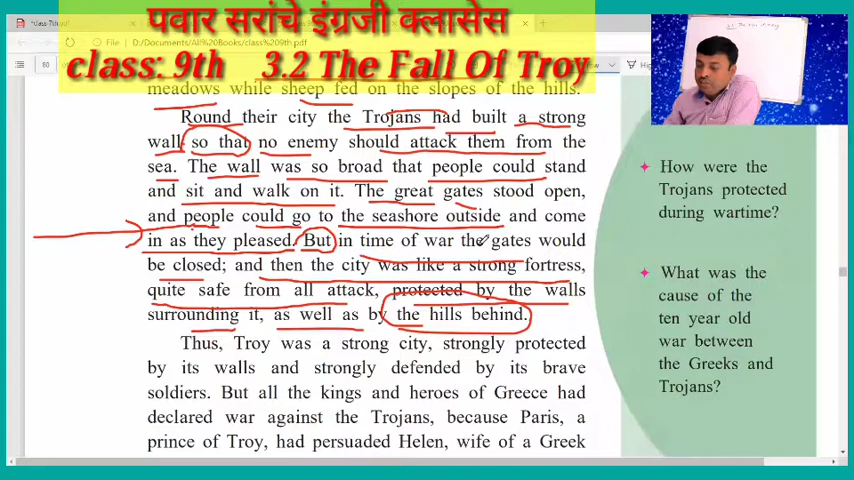 पवार सरांचे इंग्रजी क्लासेस
class: 9th 3.2 The Fall Of Troy
File D:/Documents/All%20Books/class%209th.pdf
80
meadows while sheep fed on the slopes of the hills.
Round their city the Trojans had built a strong
wall so that no enemy should attack them from the
sea. The wall was so broad that people could stand
and sit and walk on it. The great gates stood open,
and people could go to the seashore outside and come
in as they pleased. But in time of war the gates would
be closed; and then the city was like a strong fortress,
quite safe from all attack, protected by the walls
surrounding it, as well as by the hills behind.
Thus, Troy was a strong city, strongly protected
by its walls and strongly defended by its brave
soldiers. But all the kings and heroes of Greece had
declared war against the Trojans, because Paris, a
prince of Troy, had persuaded Helen, wife of a Greek
How were the
Trojans protected
during wartime?
What was the
cause of the
ten year old
war between
the Greeks and
Trojans?